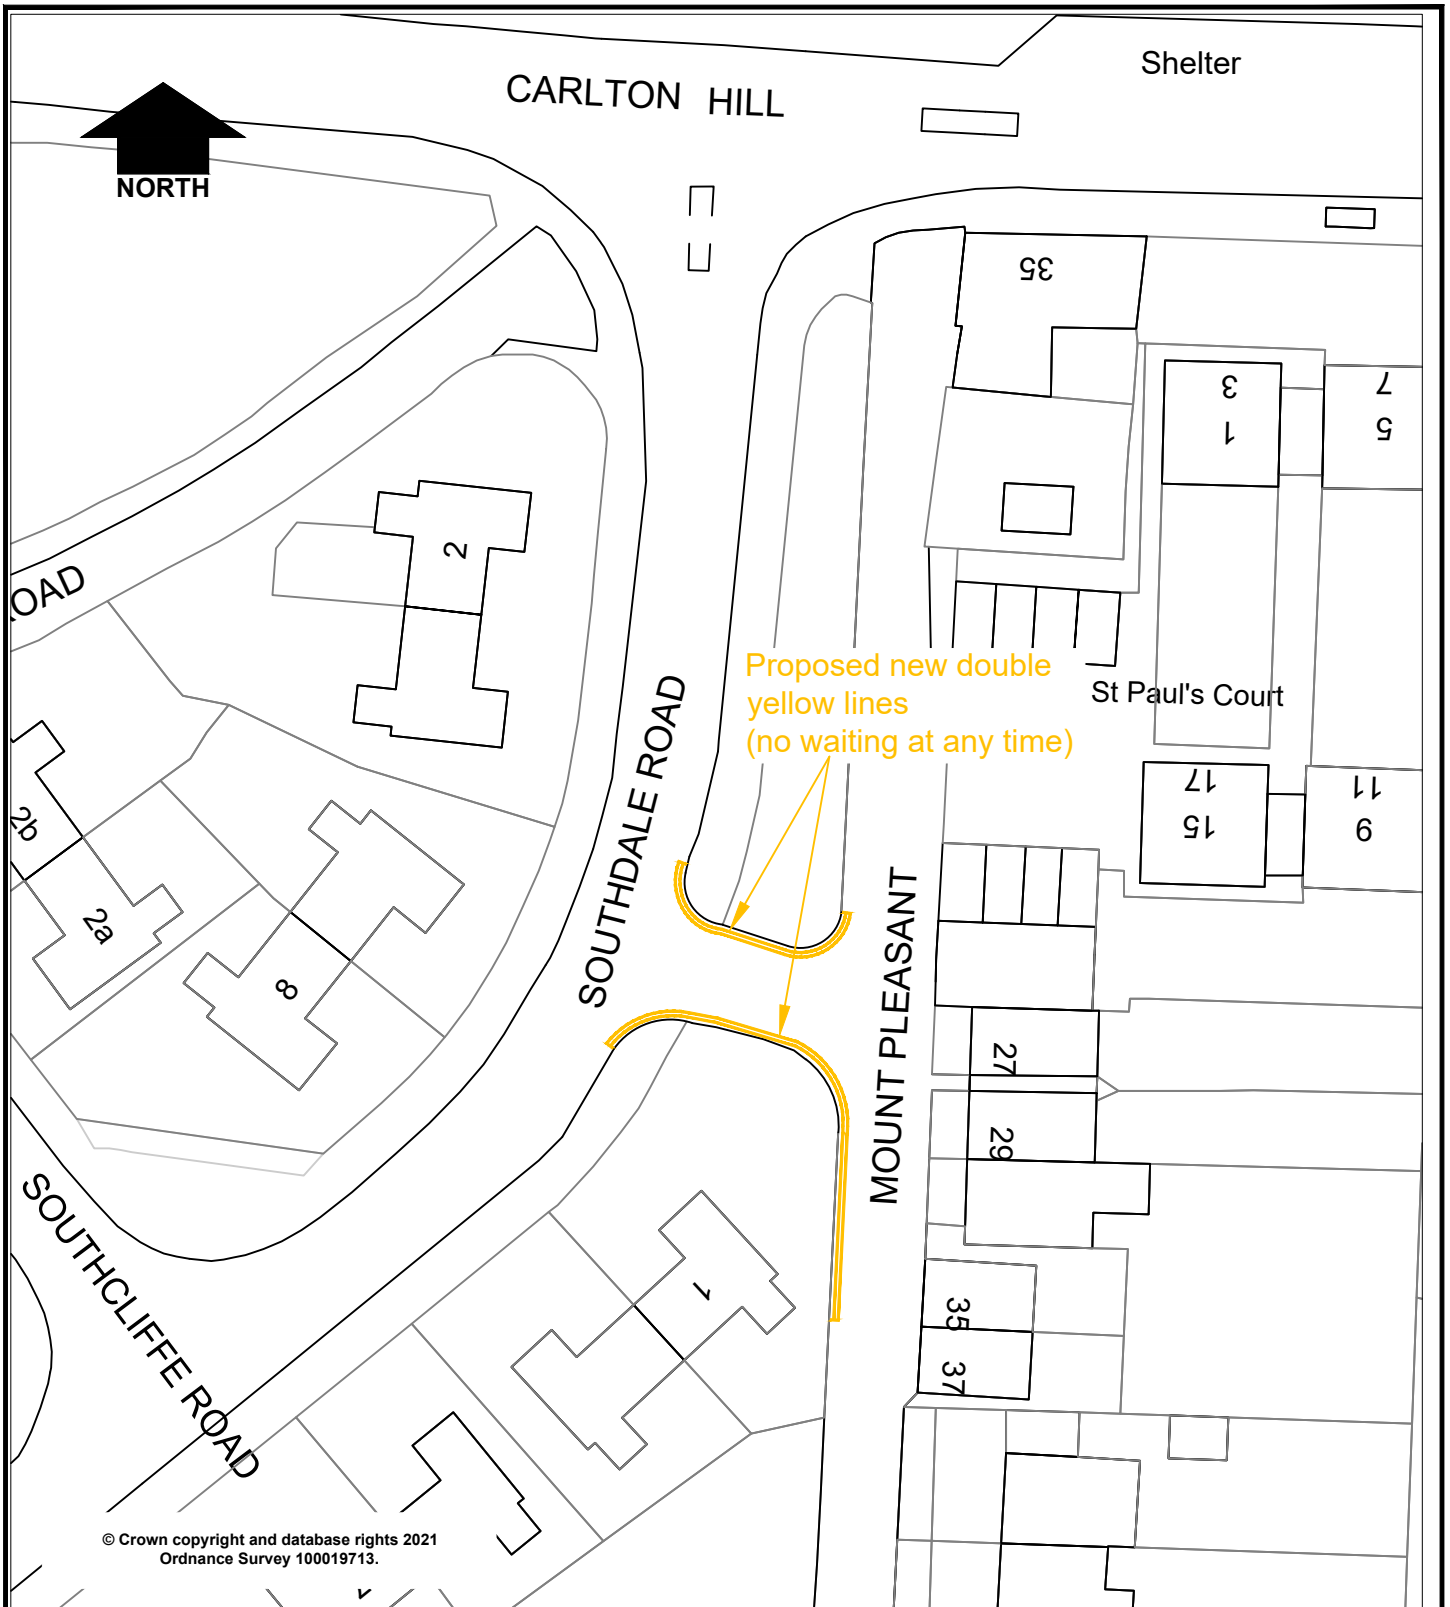 Shelter
CARLTON HILL
NORTH
35
3
1
7
5
2
OAD
Proposed new double
yellow lines
(no waiting at any time)
St Paul's Court
SOUTHDALE ROAD
17
15
11
9
2b
2a
8
MOUNT PLEASANT
27
29
SOUTHCLIFFE ROAD
1
35
37
© Crown copyright and database rights 2021
Ordnance Survey 100019713.